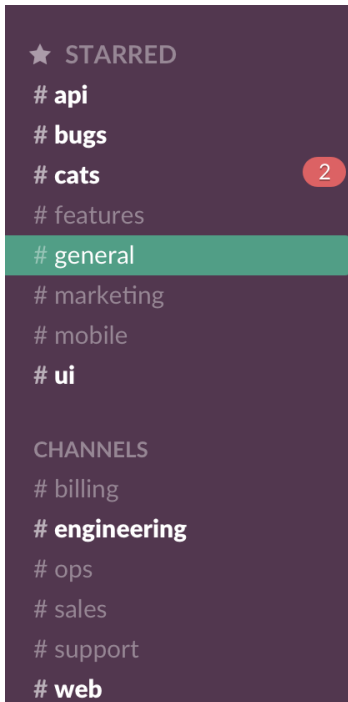 ★ STARRED
# api
# bugs
# cats 2
# features
# general
# marketing
# mobile
# ui
CHANNELS
# billing
# engineering
# ops
# sales
# support
# web